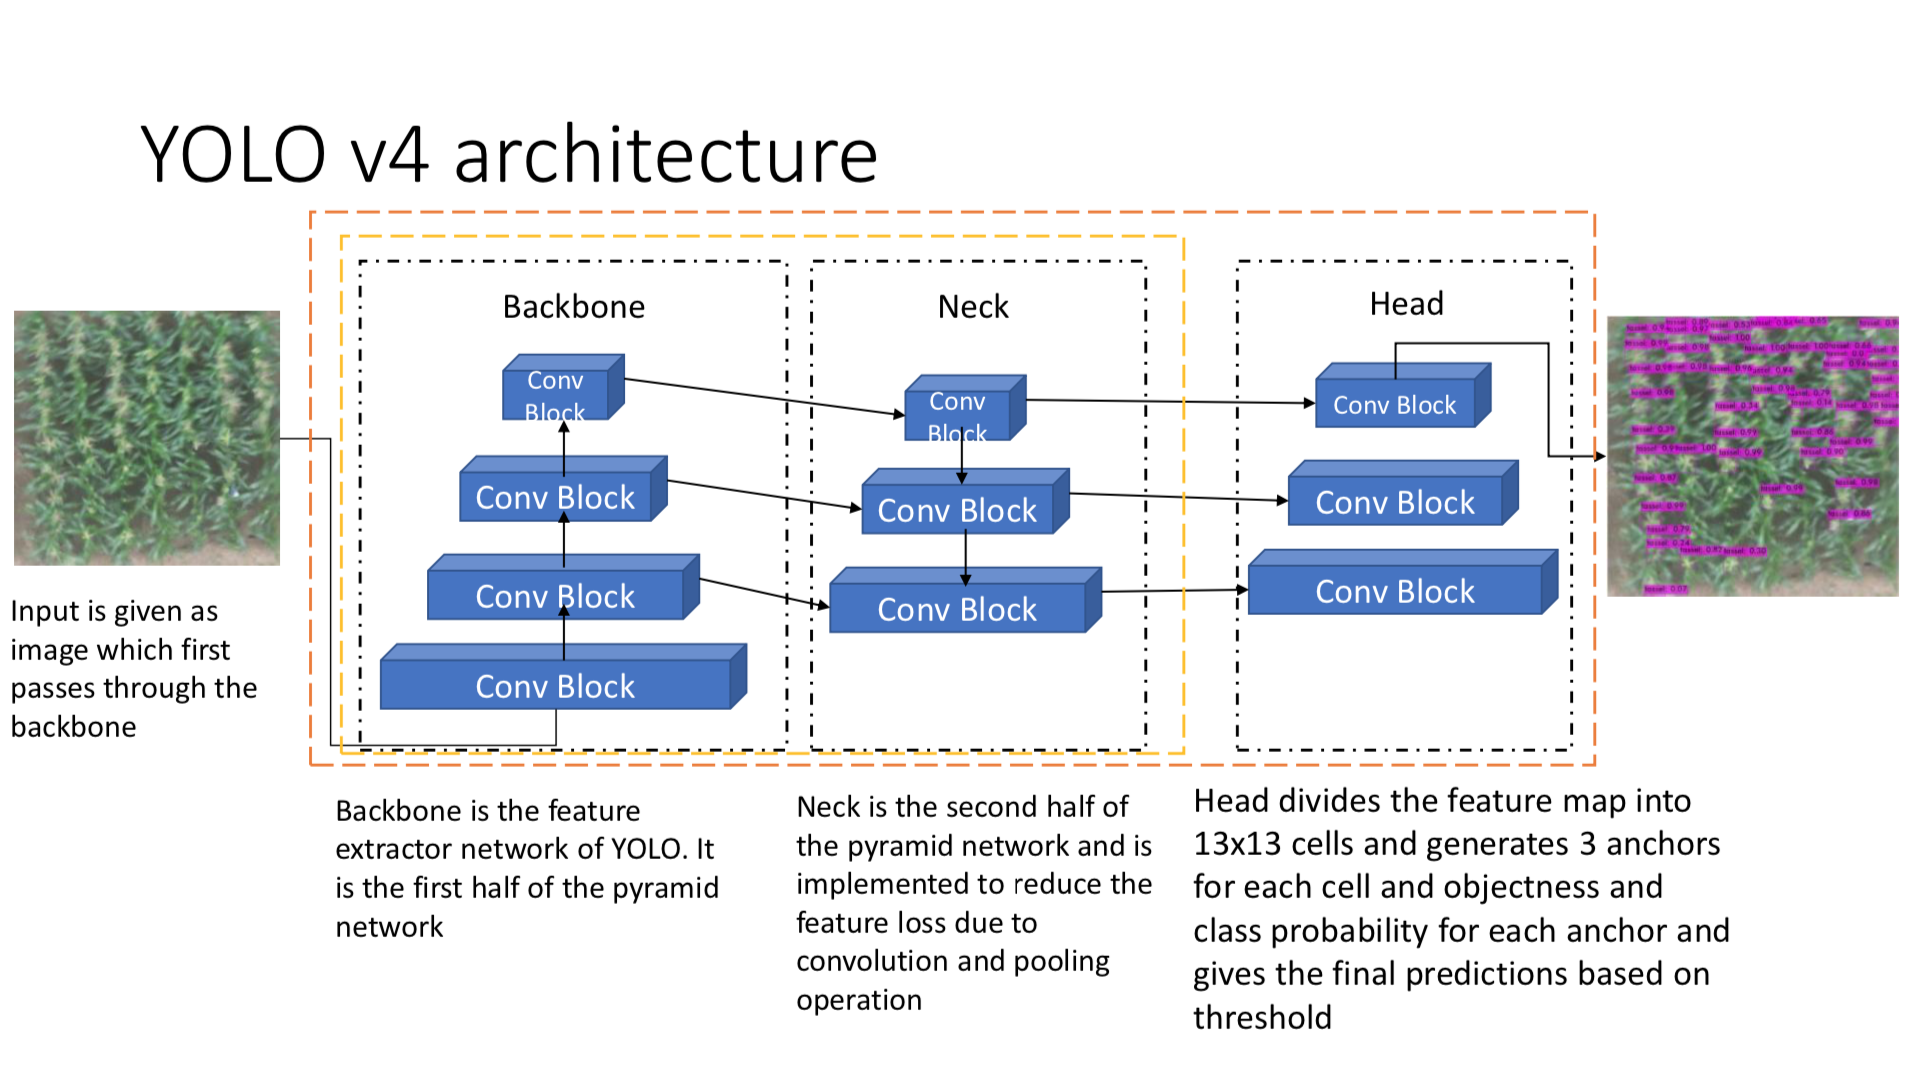 YOLO v4 architecture
Backbone
Neck
Head
Conv
Block
Conv Block
Conv Block
Conv Block
Conv
Block
Conv Block
Conv Block
Conv Block
Conv Block
Conv Block
Input is given as
image which first
passes through the
backbone
Backbone is the feature
extractor network of YOLO. It
is the first half of the pyramid
network
Neck is the second half of
the pyramid network and is
implemented to reduce the
feature loss due to
convolution and pooling
operation
Head divides the feature map into
13x13 cells and generates 3 anchors
for each cell and objectness and
class probability for each anchor and
gives the final predictions based on
threshold